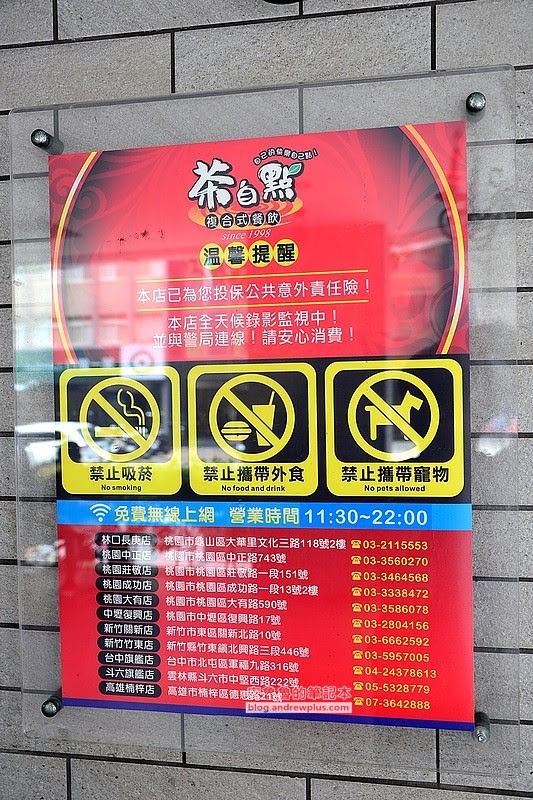 自己的茶樂自己點！
茶自點
複合式餐飲
since 1998
溫馨提醒
本店已為您投保公共意外責任險！
本店全天候錄影監視中！
並與警局連線！請安心消費！
禁止吸菸 禁止攜帶外食 禁止攜帶寵物
No smoking No food and drink No pets allowed
免費無線上網 營業時間 11:30~22:00
林口長庚店 桃園市龜山區大華里文化三路118號2樓 ☎03-2115553
桃園中正店 桃園市桃園區中正路743號 ☎03-3560270
桃園莊敬店 桃園市桃園區莊敬路一段151號 ☎03-3464568
桃園成功店 桃園市桃園區成功路一段13號2樓 ☎03-3338472
桃園大有店 桃園市桃園區大有路590號 ☎03-3586078
中壢復興店 桃園市中壢區復興路17號 ☎03-2804156
新竹關新店 新竹市東區關新北路10號 ☎03-6662592
新竹旗艦店 新竹縣竹東鎮北興路三段446號 ☎03-5957005
台中旗艦店 台中市北屯區軍福九路316號 ☎04-24378613
斗六旗艦店 雲林縣斗六市中堅西路222號 ☎05-5328779
高雄楠梓店 高雄市楠梓區德惠路21號 ☎07-3642888
的筆記本
blog.andrewplus.com